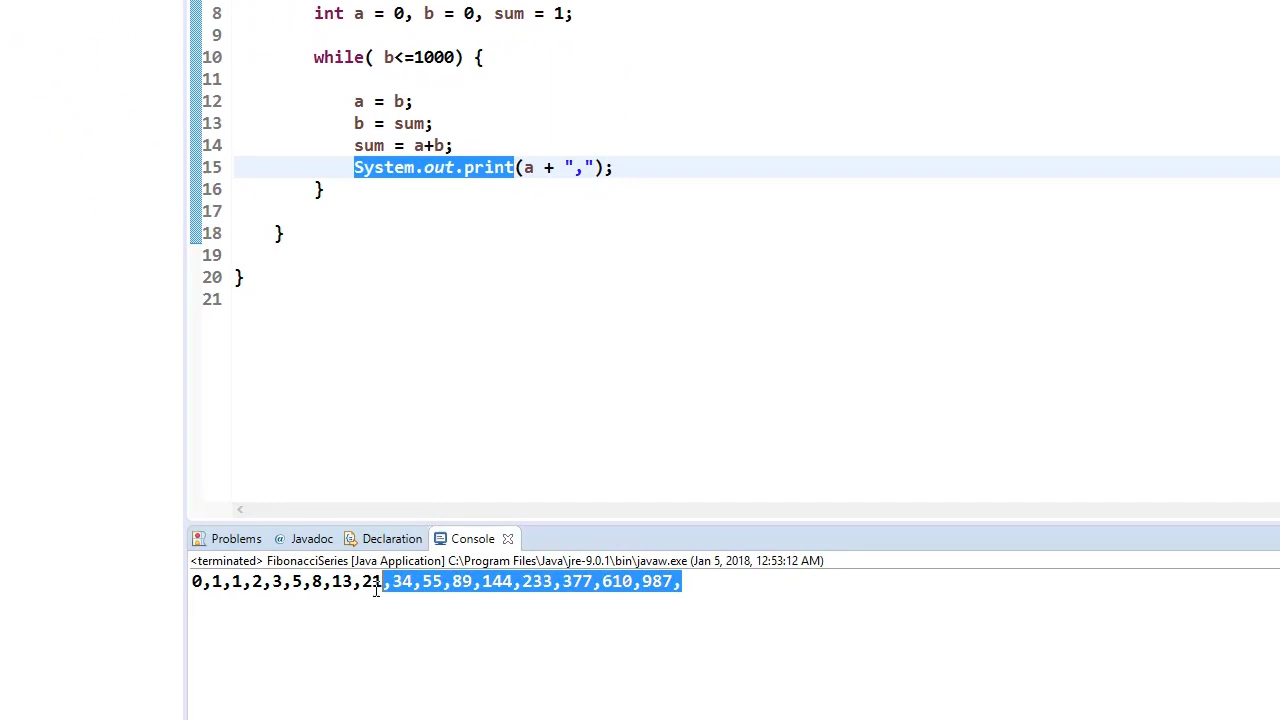 8 int a = 0, b = 0, sum = 1;
9
10 while( b<=1000) {
11
12 a = b;
13 b = sum;
14 sum = a+b;
15 System.out.print(a + ",");
16 }
17
18 }
19
20 }
21
Problems @ Javadoc Declaration Console
<terminated> FibonacciSeries [Java Application] C:\Program Files\Java\jre-9.0.1\bin\javaw.exe (Jan 5, 2018, 12:53:12 AM)
0,1,1,2,3,5,8,13,21,34,55,89,144,233,377,610,987,